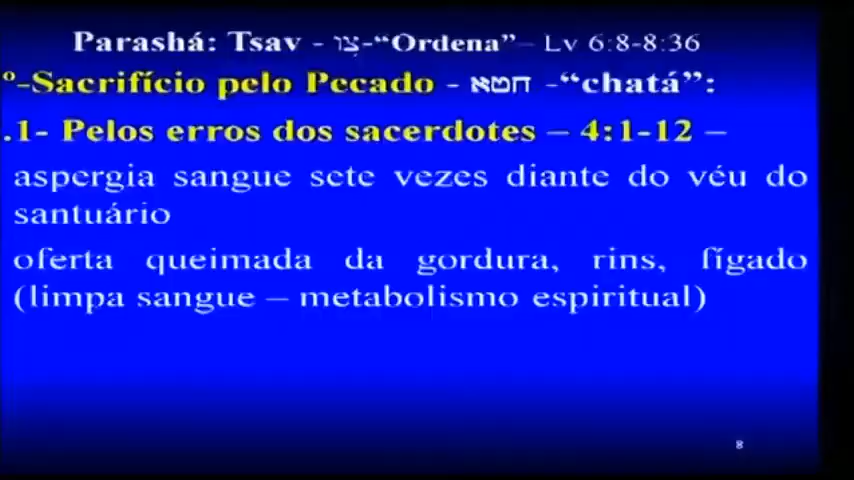 Parashá: Tsav - צַו-“Ordena”– Lv 6:8-8:36
º-Sacrifício pelo Pecado - חטא -“chatá”:
.1- Pelos erros dos sacerdotes – 4:1-12 –
aspergia sangue sete vezes diante do véu do
santuário
oferta queimada da gordura, rins, fígado
(limpa sangue – metabolismo espiritual)
8